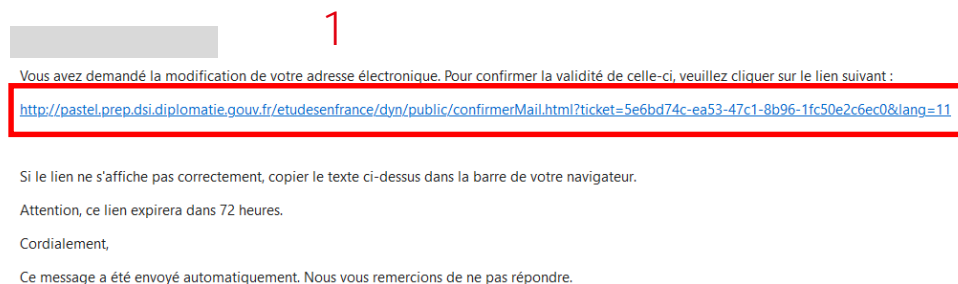 1
Vous avez demandé la modification de votre adresse électronique. Pour confirmer la validité de celle-ci, veuillez cliquer sur le lien suivant :
http://pastel.prep.dsi.diplomatie.gouv.fr/etudesenfrance/dyn/public/confirmerMail.html?ticket=5e6bd74c-ea53-47c1-8b96-1fc50e2c6ec0&lang=11
Si le lien ne s'affiche pas correctement, copier le texte ci-dessus dans la barre de votre navigateur.
Attention, ce lien expirera dans 72 heures.
Cordialement,
Ce message a été envoyé automatiquement. Nous vous remercions de ne pas répondre.